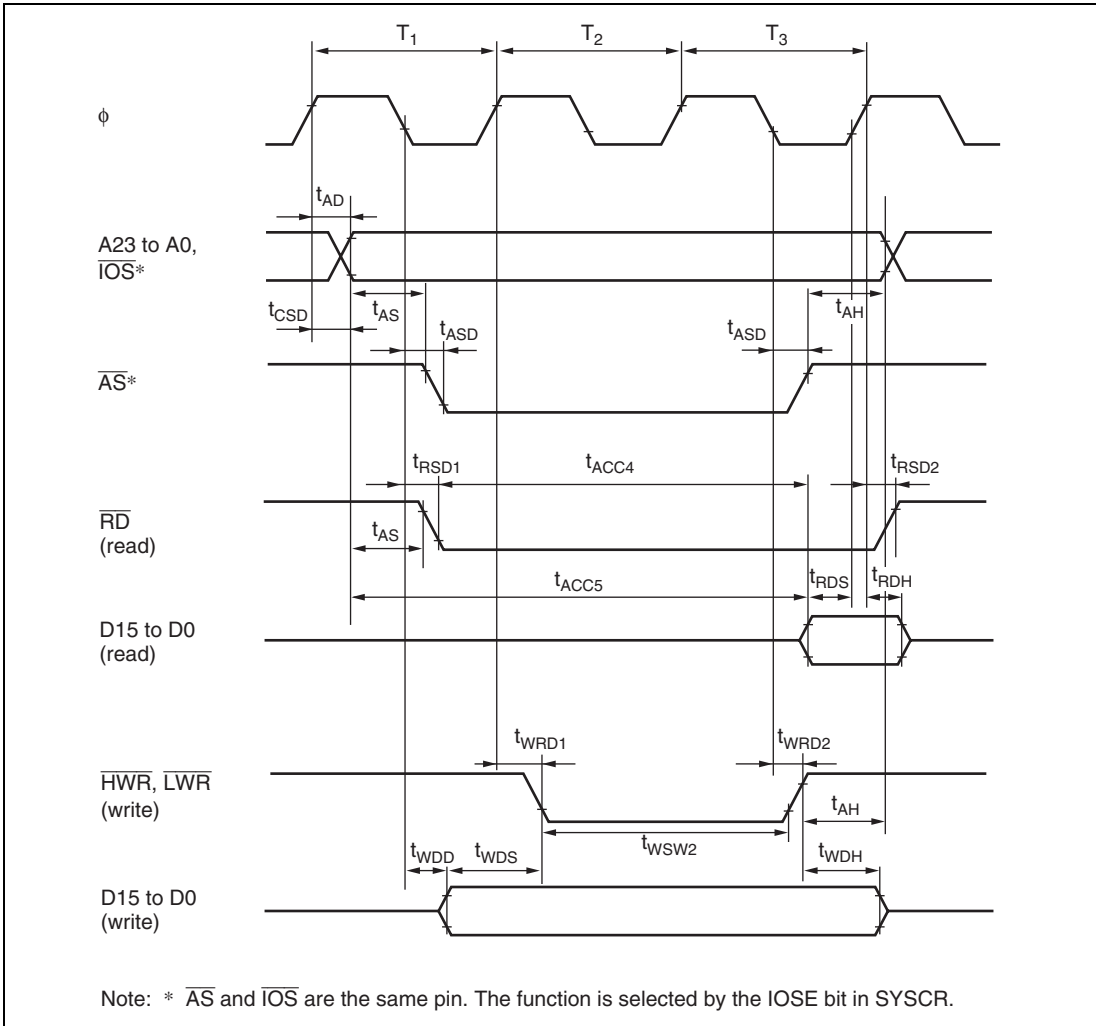 T1 T2 T3
ϕ
tAD
A23 to A0,
IOS*
tCSD tAS tAH
tASD tASD
AS*
tRSD1 tACC4 tRSD2
RD
(read)
tAS
tACC5 tRDS tRDH
D15 to D0
(read)
tWRD1 tWRD2
HWR, LWR
(write)
tAH
tWSW2
tWDD tWDS tWDH
D15 to D0
(write)
Note: * AS and IOS are the same pin. The function is selected by the IOSE bit in SYSCR.